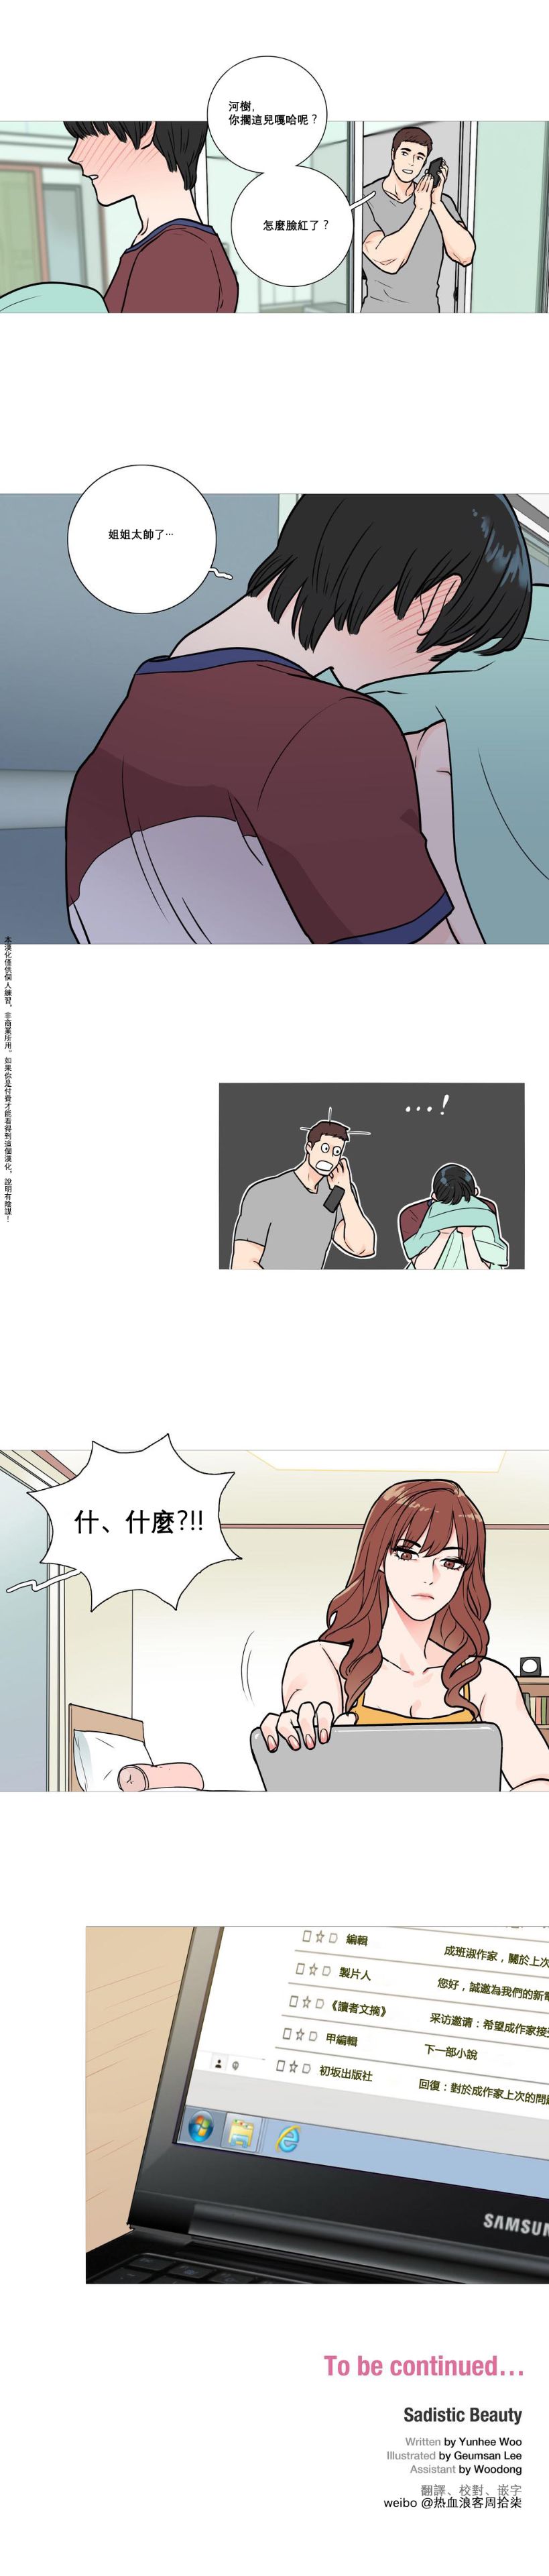 河樹,
你擱這兒嘎哈呢？
怎麼臉紅了？
姐姐太帥了…
本漢化僅供個人練習，非商業所用。如果你是付費才能看得到這個漢化，說明有陰謀！
…!
什、什麼?!!
編輯 成班淑作家，關於上次
製片人 您好，誠邀為我們的新
《讀者文摘》 采访邀请：希望成作家接
甲編輯 下一部小說
初坂出版社 回復：對於成作家上次的問
SAMSU
To be continued...
Sadistic Beauty
Written by Yunhee Woo
Illustrated by Geumsan Lee
Assistant by Woodong
翻譯、校對、嵌字
weibo @热血浪客周拾柒